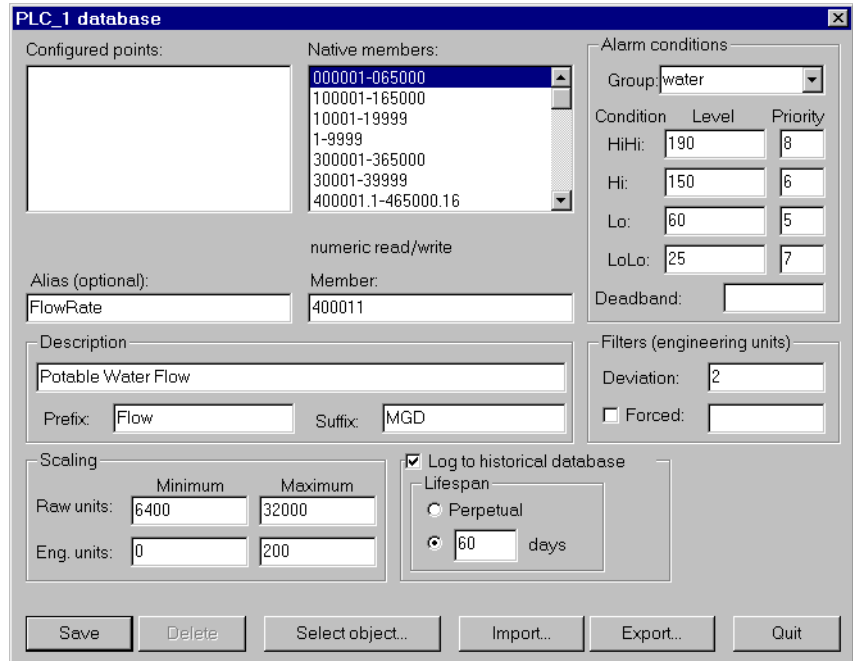 PLC_1 database
Configured points:
Native members:
000001-065000
100001-165000
10001-19999
1-9999
300001-365000
30001-39999
400001.1-465000.16
numeric read/write
Alias (optional):
FlowRate
Member:
400011
Alarm conditions
Group: water
Condition Level Priority
HiHi: 190 8
Hi: 150 6
Lo: 60 5
LoLo: 25 7
Deadband:
Description
Potable Water Flow
Prefix: Flow Suffix: MGD
Filters (engineering units)
Deviation: 2
Forced:
Scaling
Minimum Maximum
Raw units: 6400 32000
Eng. units: 0 200
Log to historical database
Lifespan
Perpetual
60 days
Save Delete Select object... Import... Export... Quit